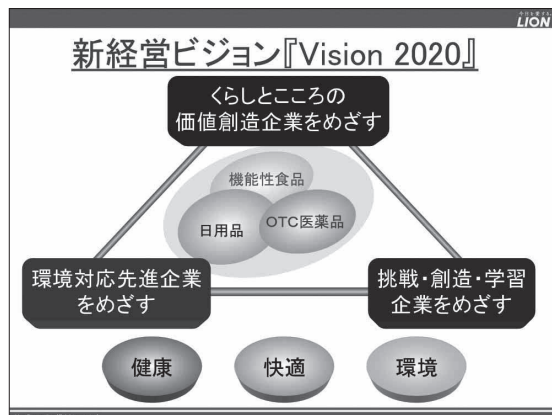 LION
新経営ビジョン『Vision 2020』
くらしとこころの
価値創造企業をめざす
機能性食品
日用品
OTC医薬品
環境対応先進企業
をめざす
挑戦・創造・学習
企業をめざす
健康
快適
環境